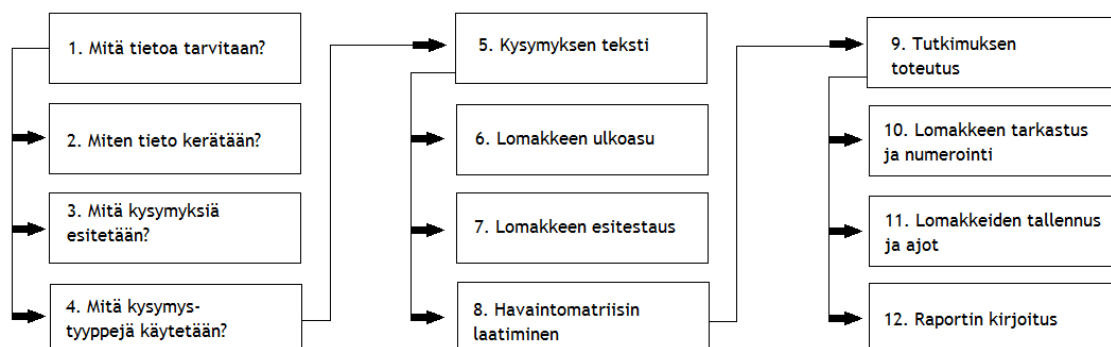 1. Mitä tietoa tarvitaan?
2. Miten tieto kerätään?
3. Mitä kysymyksiä
esitetään?
4. Mitä kysymys-
tyyppejä käytetään?
5. Kysymyksen teksti
6. Lomakkeen ulkoasu
7. Lomakkeen esitestaus
8. Havaintomatriisin
laatiminen
9. Tutkimuksen
toteutus
10. Lomakkeen tarkastus
ja numerointi
11. Lomakkeiden tallennus
ja ajot
12. Raportin kirjoitus